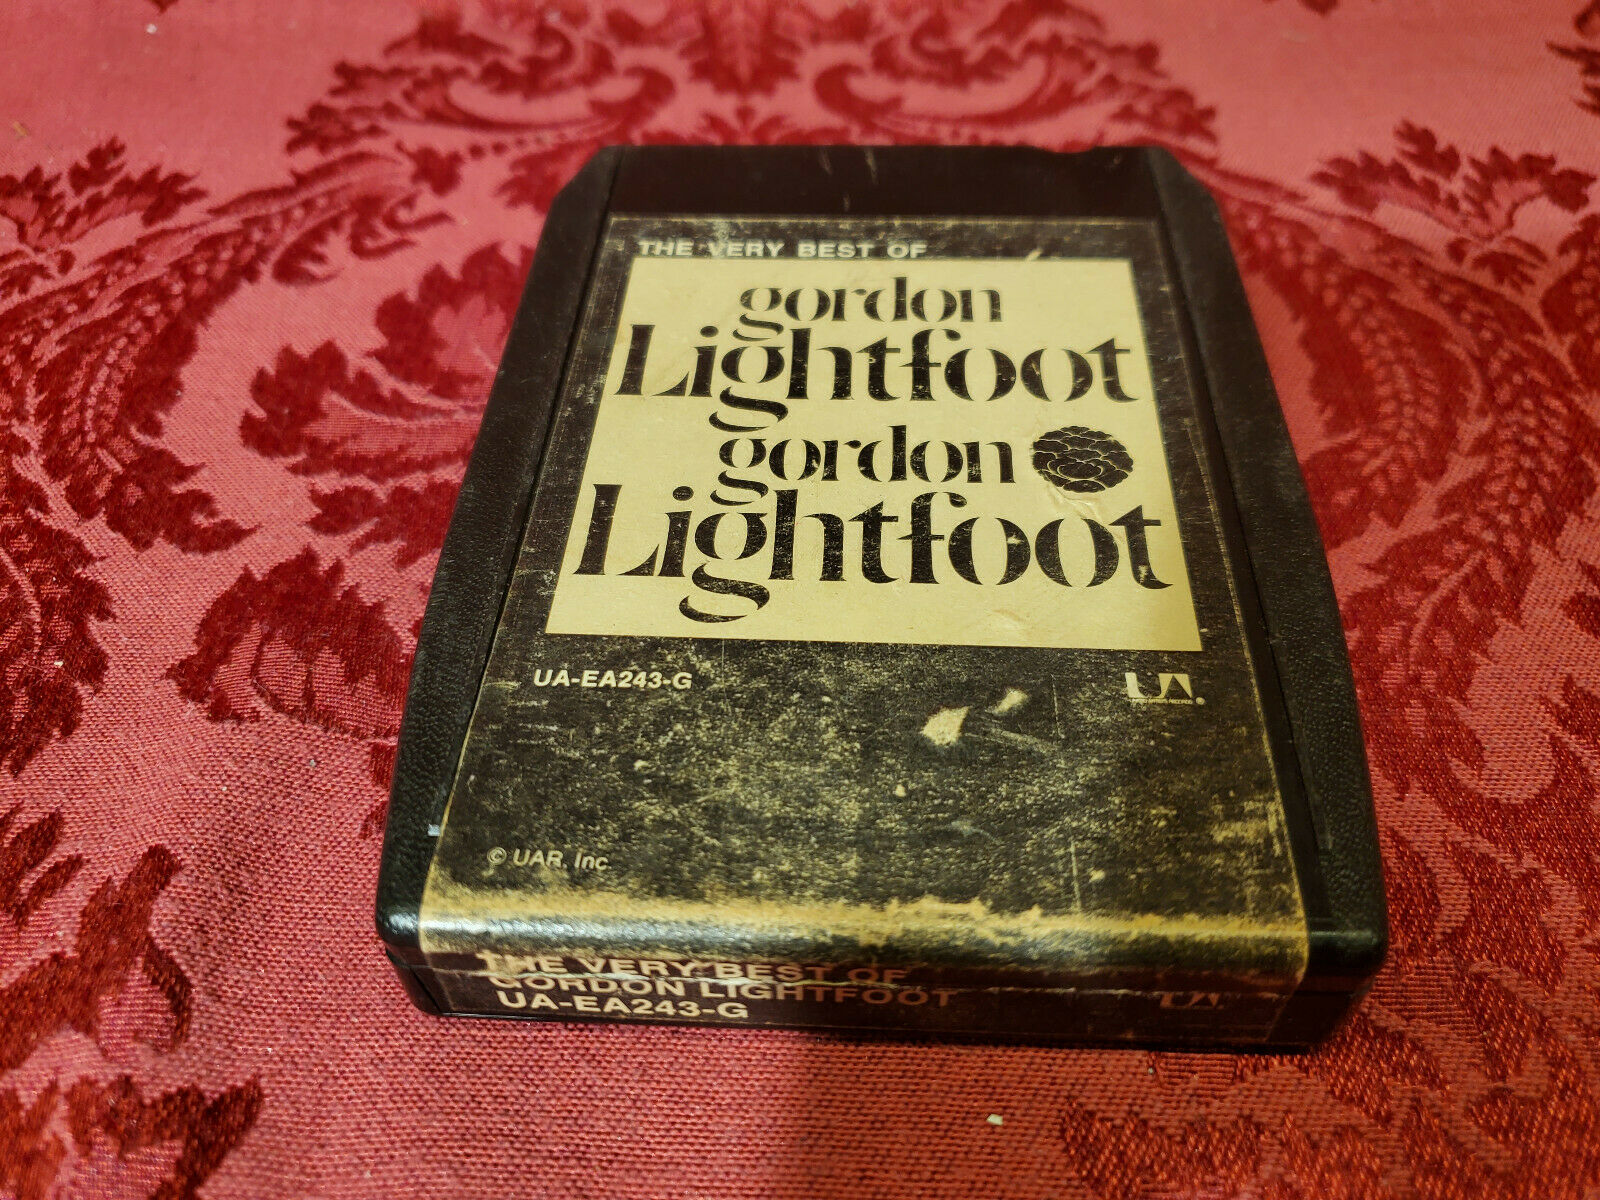 THE VERY BEST OF
gordon
Lightfoot
gordon
Lightfoot
UA-EA243-G
UA
®
© UAR, Inc
THE VERY BEST OF
GORDON LIGHTFOOT
UA-EA243-G
UA